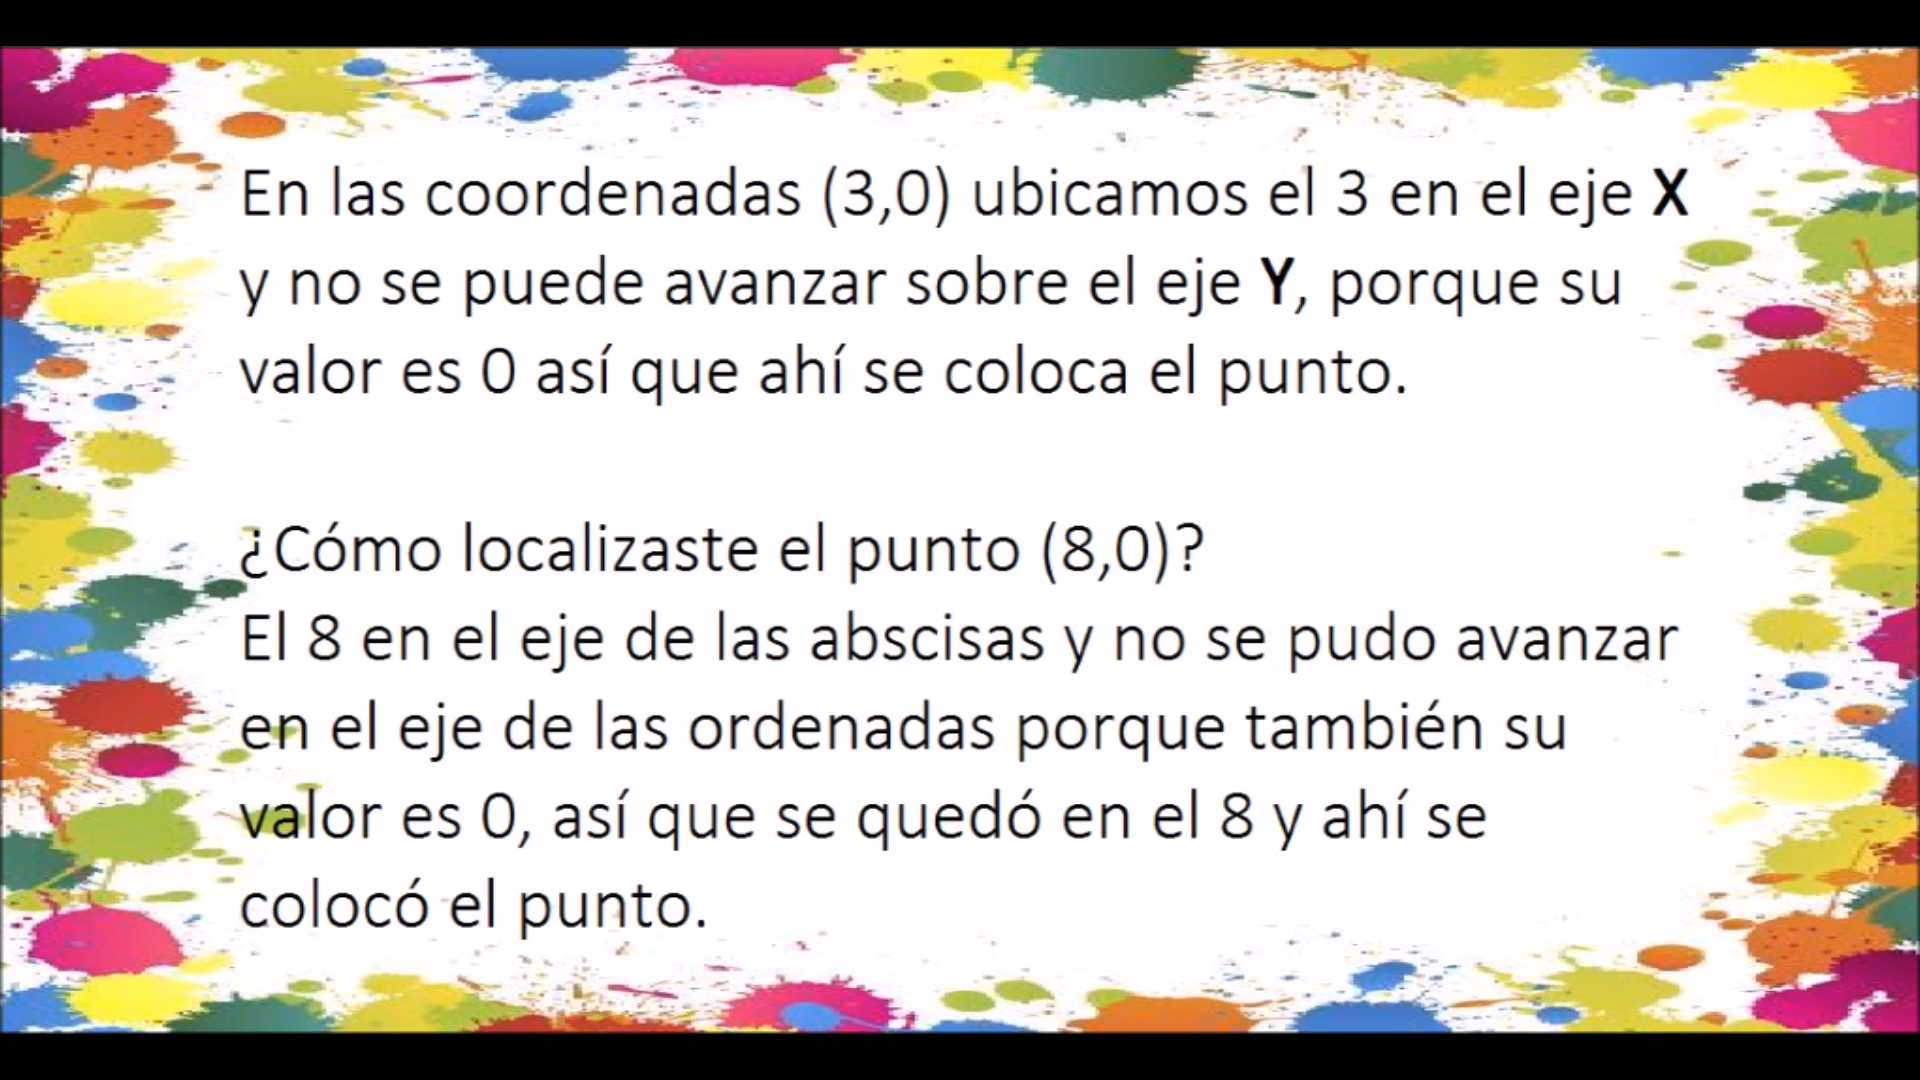 En las coordenadas (3,0) ubicamos el 3 en el eje X
y no se puede avanzar sobre el eje Y, porque su
valor es 0 así que ahí se coloca el punto.
¿Cómo localizaste el punto (8,0)?
El 8 en el eje de las abscisas y no se pudo avanzar
en el eje de las ordenadas porque también su
valor es 0, así que se quedó en el 8 y ahí se
colocó el punto.